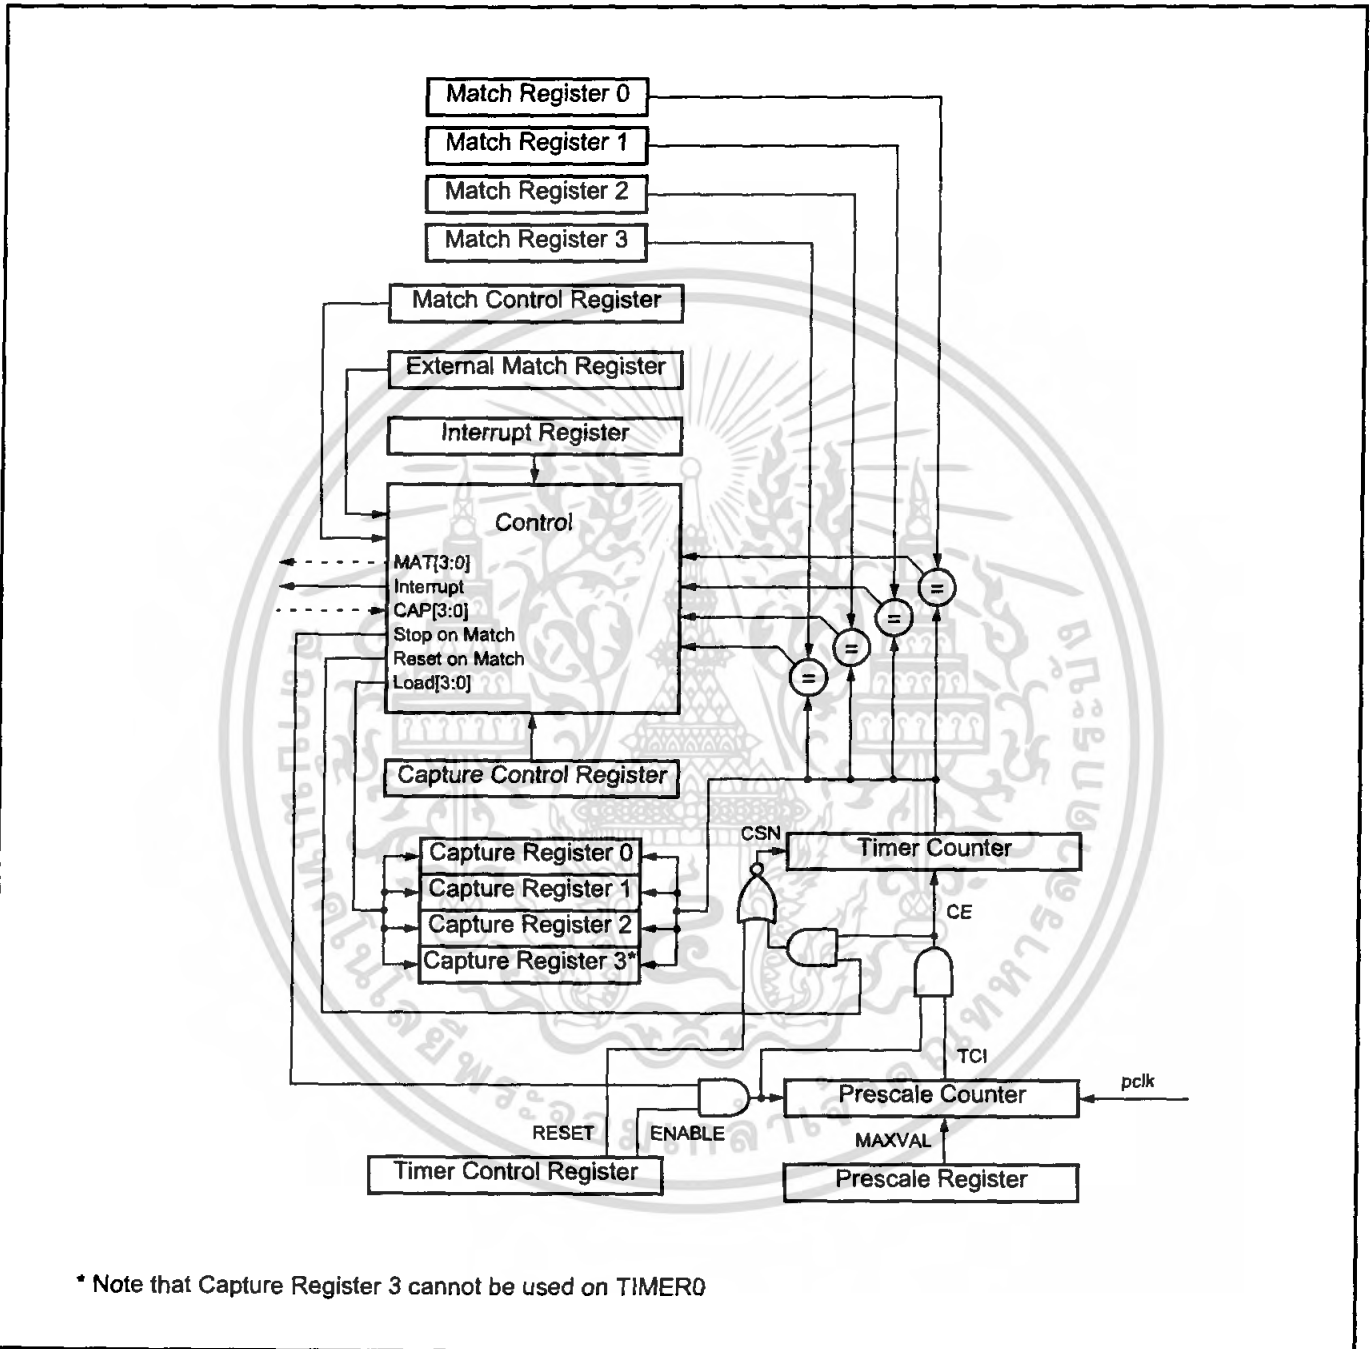 Match Register 0
Match Register 1
Match Register 2
Match Register 3
Match Control Register
External Match Register
Interrupt Register
Control
MAT[3:0]
Interrupt
CAP[3:0]
Stop on Match
Reset on Match
Load[3:0]
=
=
=
=
Capture Control Register
Capture Register 0
Capture Register 1
Capture Register 2
Capture Register 3*
CSN
Timer Counter
CE
TCI
Prescale Counter
pclk
RESET
ENABLE
MAXVAL
Timer Control Register
Prescale Register
* Note that Capture Register 3 cannot be used on TIMER0